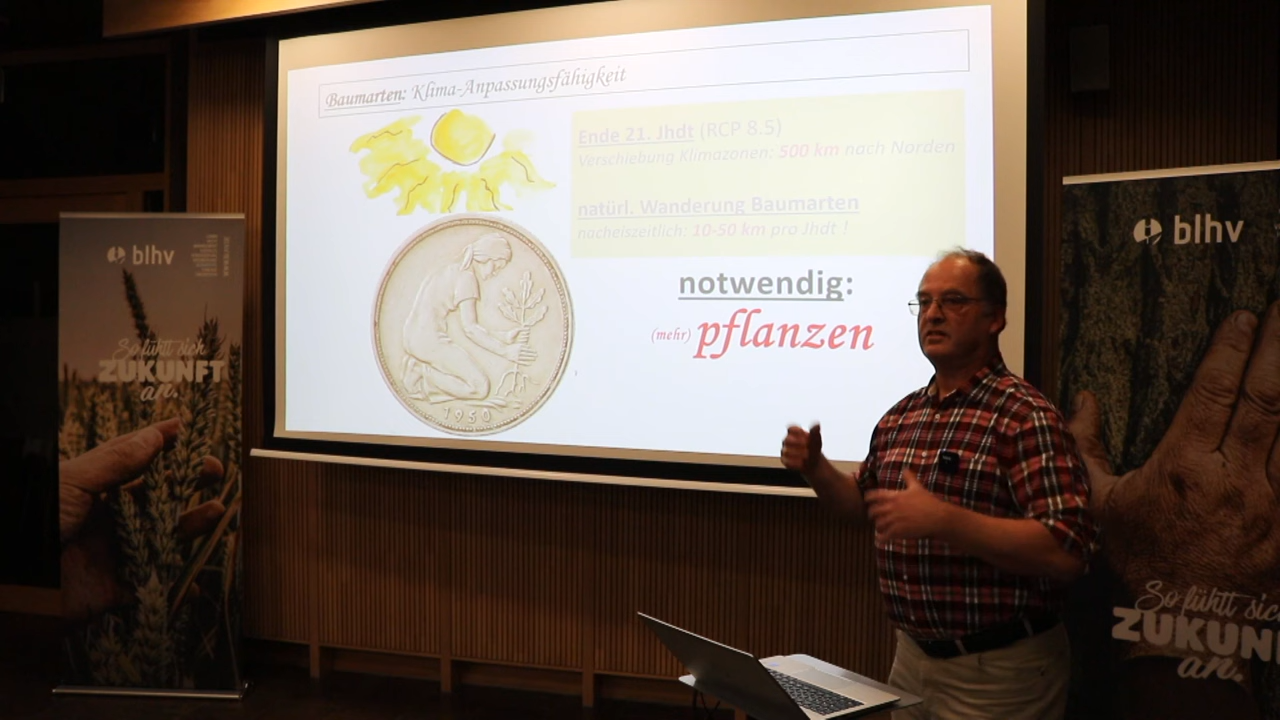 Baumarten: Klima-Anpassungsfähigkeit
Ende 21. Jhdt (RCP 8.5)
Verschiebung Klimazonen: 500 km nach Norden
natürl. Wanderung Baumarten
nacheiszeitlich: 10-50 km pro Jhdt !
notwendig:
(mehr) pflanzen
1950
blhv
So fühlt sich
ZUKUNFT
an.
blhv
So fühlt sic
ZUKUN
an.